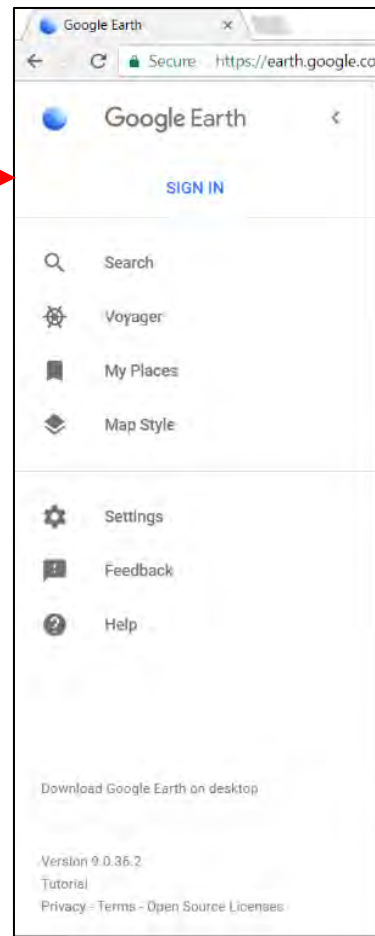 Google Earth
Secure https://earth.google.co
Google Earth
SIGN IN
Search
Voyager
My Places
Map Style
Settings
Feedback
Help
Download Google Earth on desktop
Version 9.0.36.2
Tutorial
Privacy - Terms - Open Source Licenses